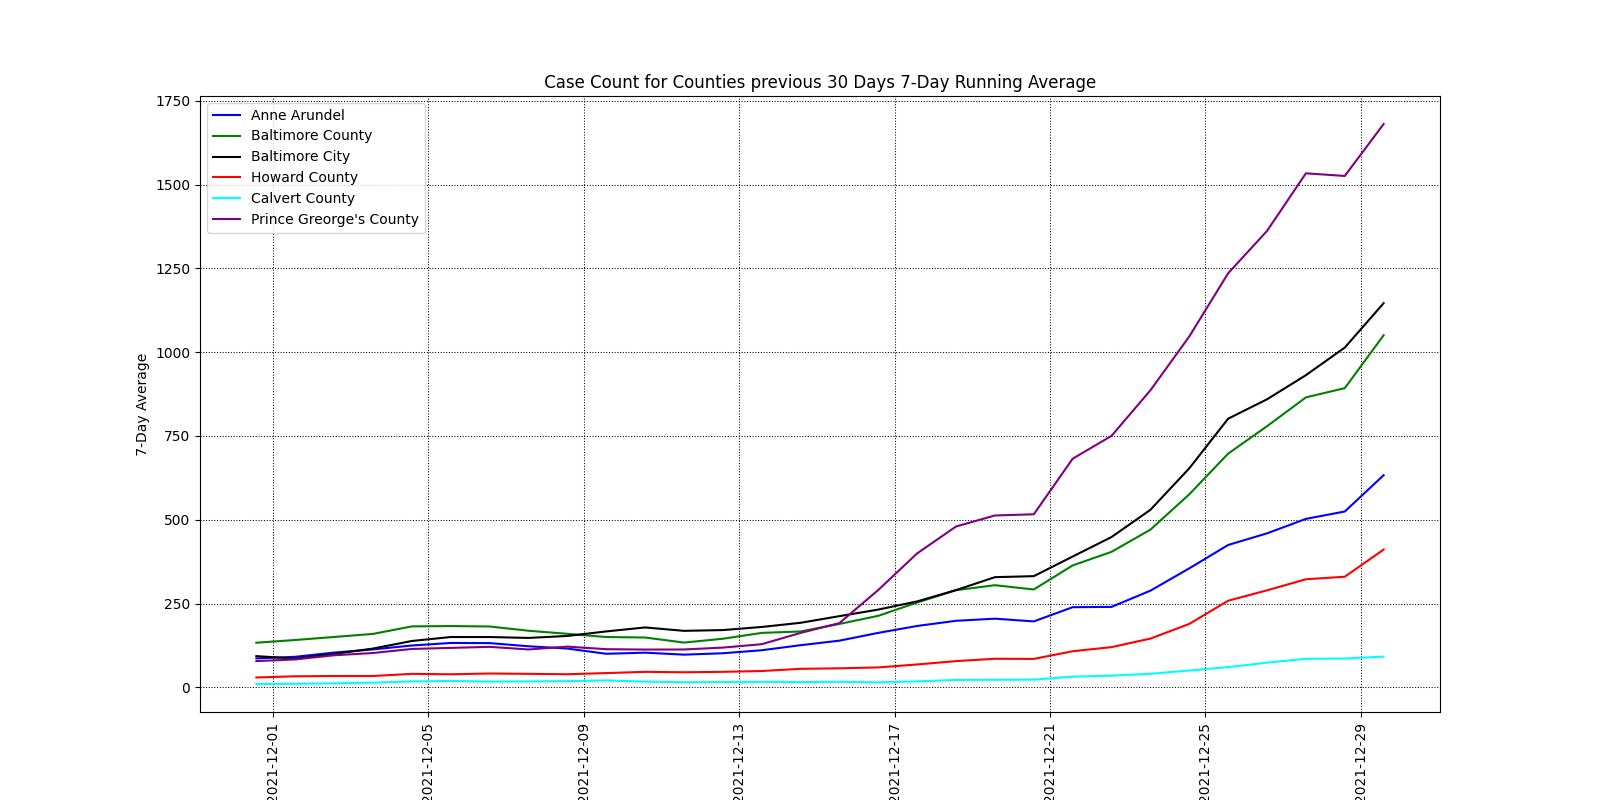 Case Count for Counties previous 30 Days 7-Day Running Average
1750
1500
1250
1000
750
500
250
0
7-Day Average
Anne Arundel
Baltimore County
Baltimore City
Howard County
Calvert County
Prince Greorge's County
2021-12-01
2021-12-05
2021-12-09
2021-12-13
2021-12-17
2021-12-21
2021-12-25
2021-12-29